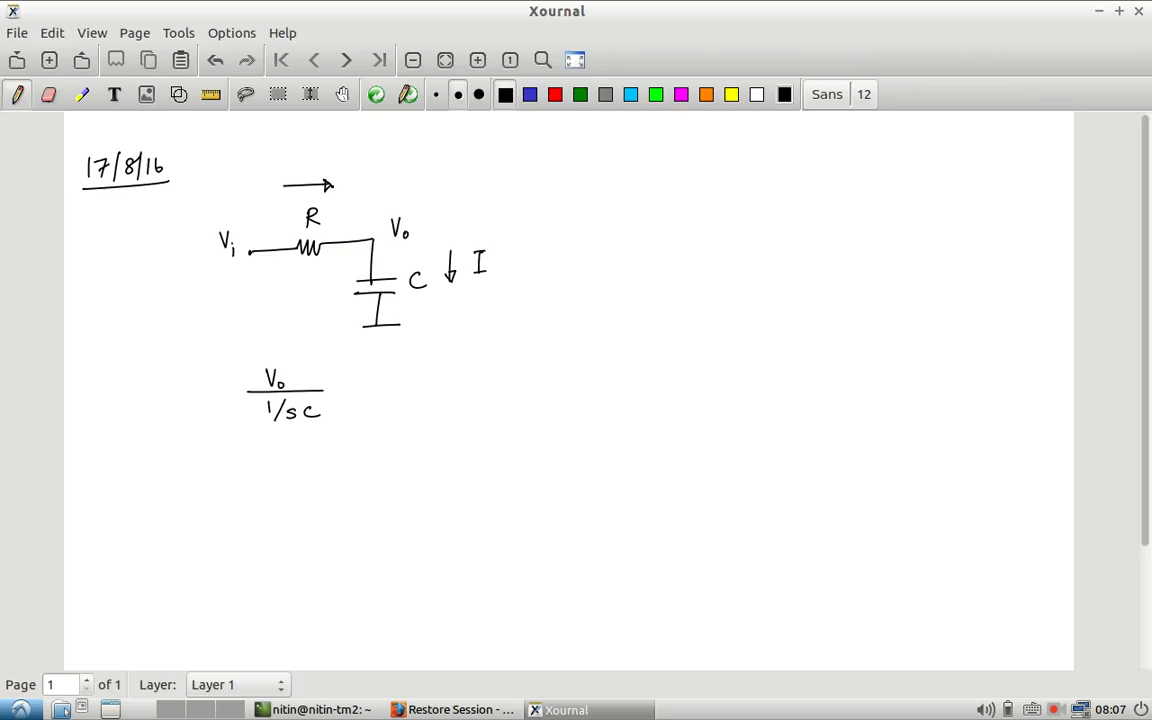 Xournal
File Edit View Page Tools Options Help
Sans 12
17/8/16
R
Vi
Vo
C
I
Vo
1/sC
Page 1 of 1 Layer: Layer 1
nitin@nitin-tm2: ~ Restore Session - ... Xournal 08:07